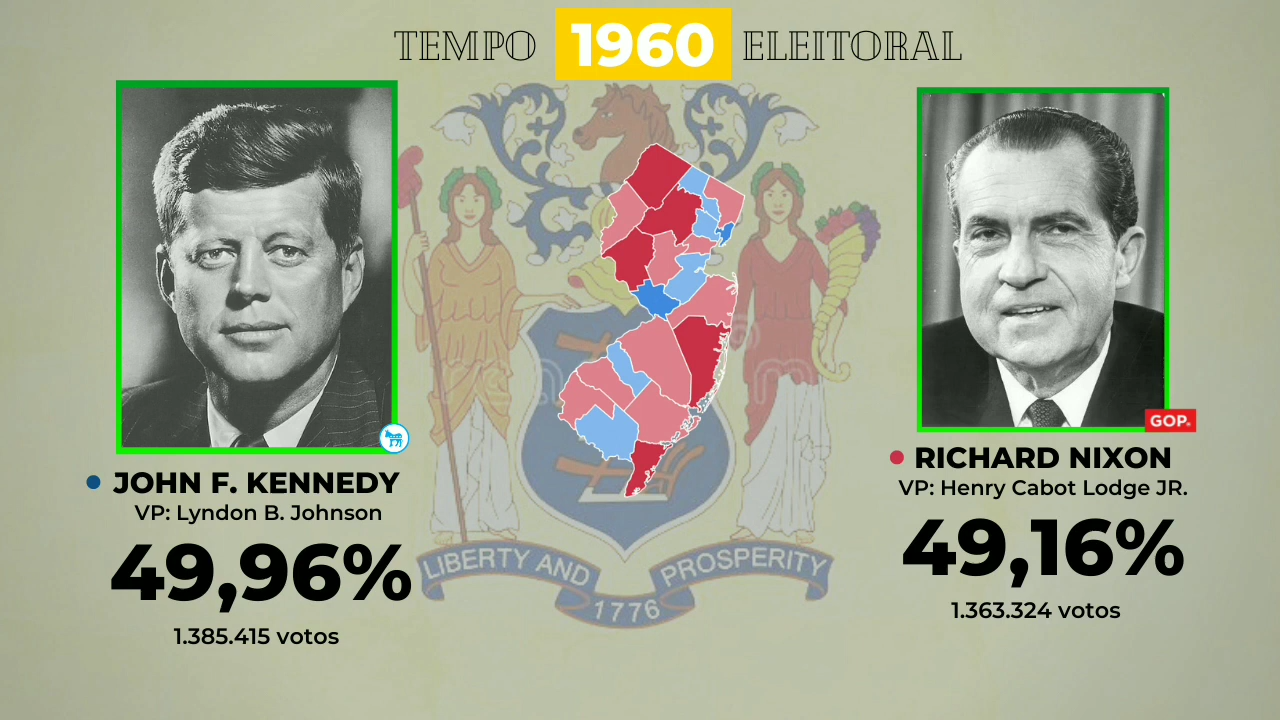 TEMPO 1960 ELEITORAL
JOHN F. KENNEDY
VP: Lyndon B. Johnson
49,96%
1.385.415 votos
GOP
RICHARD NIXON
VP: Henry Cabot Lodge JR.
49,16%
1.363.324 votos
LIBERTY AND PROSPERITY
1776